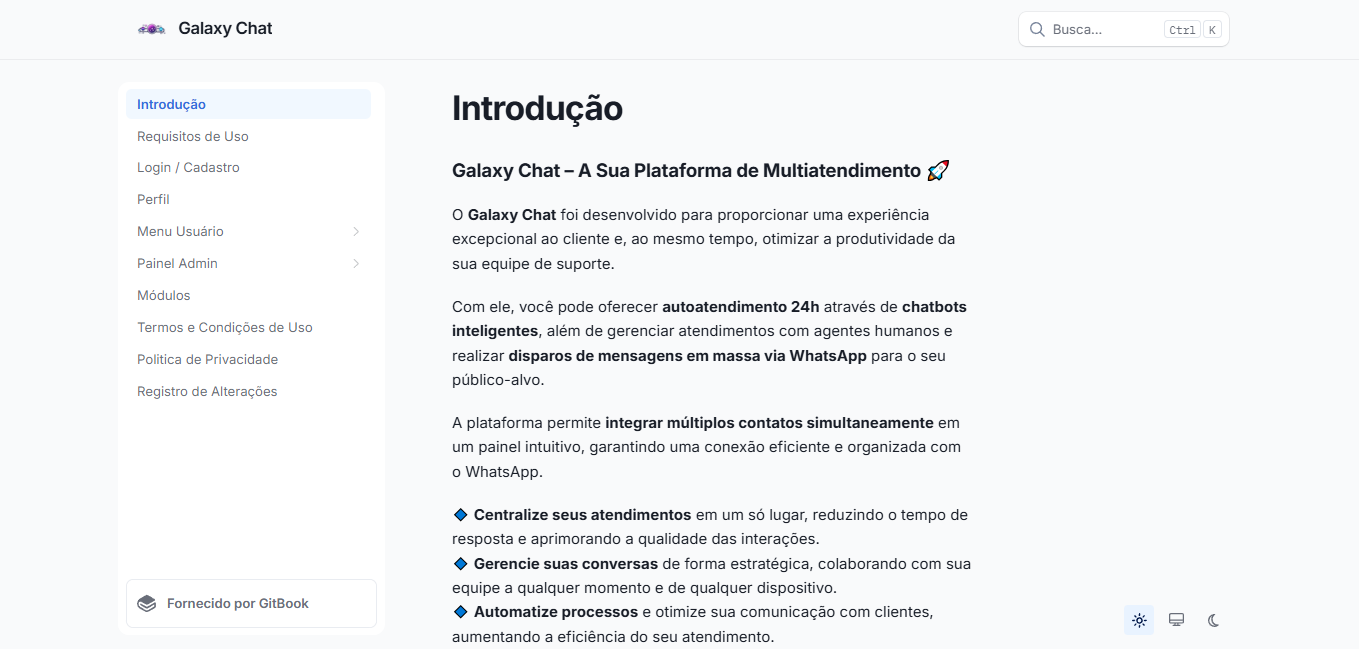 Galaxy Chat
Busca...
Ctrl K
Introdução
Requisitos de Uso
Login / Cadastro
Perfil
Menu Usuário
Painel Admin
Módulos
Termos e Condições de Uso
Politica de Privacidade
Registro de Alterações
Fornecido por GitBook
Introdução
Galaxy Chat – A Sua Plataforma de Multiatendimento 🚀
O Galaxy Chat foi desenvolvido para proporcionar uma experiência
excepcional ao cliente e, ao mesmo tempo, otimizar a produtividade da
sua equipe de suporte.
Com ele, você pode oferecer autoatendimento 24h através de chatbots
inteligentes, além de gerenciar atendimentos com agentes humanos e
realizar disparos de mensagens em massa via WhatsApp para o seu
público-alvo.
A plataforma permite integrar múltiplos contatos simultaneamente em
um painel intuitivo, garantindo uma conexão eficiente e organizada com
o WhatsApp.
🔹 Centralize seus atendimentos em um só lugar, reduzindo o tempo de
resposta e aprimorando a qualidade das interações.
🔹 Gerencie suas conversas de forma estratégica, colaborando com sua
equipe a qualquer momento e de qualquer dispositivo.
🔹 Automatize processos e otimize sua comunicação com clientes,
aumentando a eficiência do seu atendimento.